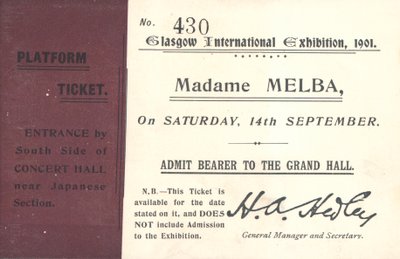 PLATFORM
TICKET.
ENTRANCE by
South Side of
CONCERT HALL
near Japanese
Section.
No. 430
Glasgow International Exhibition, 1901.
Madame MELBA,
On SATURDAY, 14th SEPTEMBER.
ADMIT BEARER TO THE GRAND HALL.
N.B.—This Ticket is
available for the date
stated on it, and DOES
NOT include Admission
to the Exhibition.
H. A. Hedley
General Manager and Secretary.